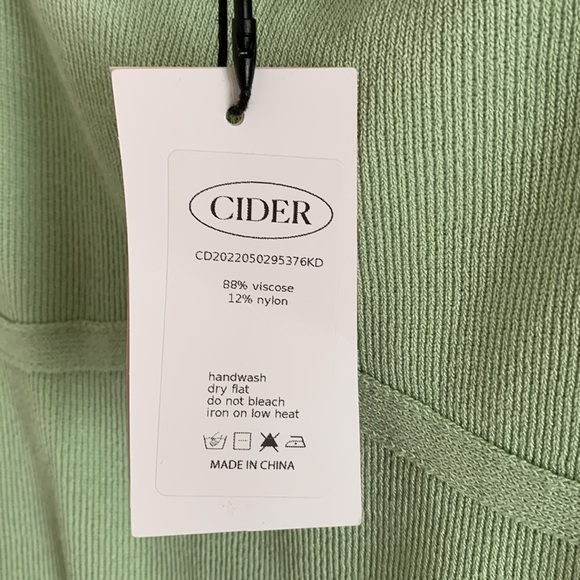 CIDER
CD2022050295376KD
88% viscose
12% nylon
handwash
dry flat
do not bleach
iron on low heat
MADE IN CHINA